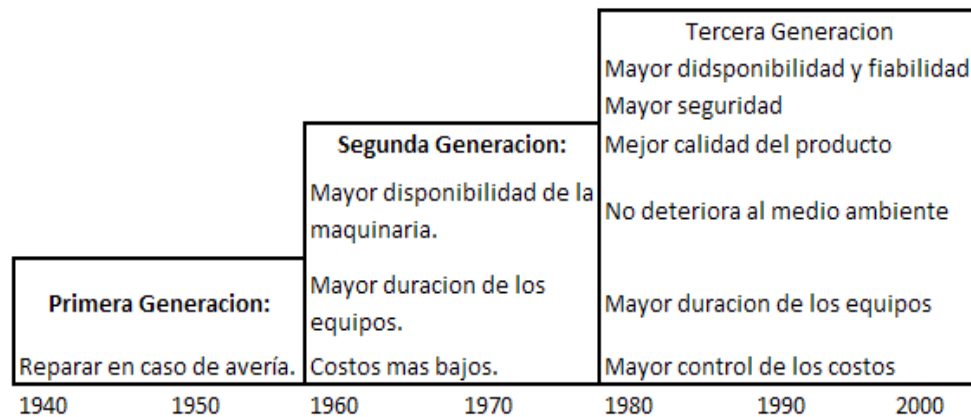 Tercera Generacion
Mayor didsponibilidad y fiabilidad
Mayor seguridad
Mejor calidad del producto
No deteriora al medio ambiente
Mayor duracion de los equipos
Mayor control de los costos
Segunda Generacion:
Mayor disponibilidad de la
maquinaria.
Mayor duracion de los
equipos.
Costos mas bajos.
Primera Generacion:
Reparar en caso de avería.
1940 1950 1960 1970 1980 1990 2000